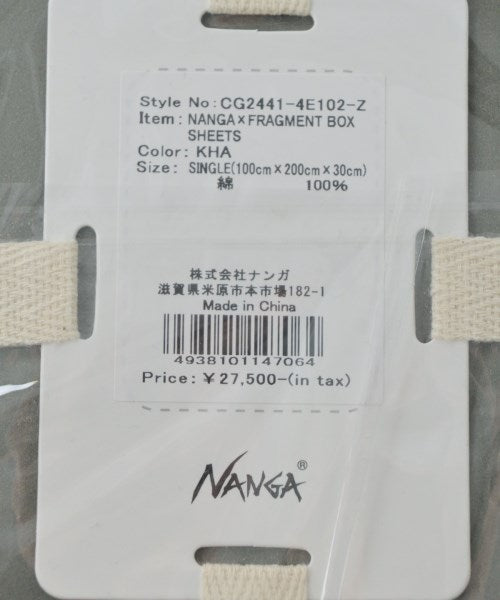 Style No: CG2441-4E102-Z
Item: NANGA×FRAGMENT BOX
SHEETS
Color: KHA
Size: SINGLE(100cm×200cm×30cm)
綿 100%
株式会社ナンガ
滋賀県米原市本市場182-1
Made in China
4938101147064
Price: ¥ 27,500-(in tax)
NANGA®